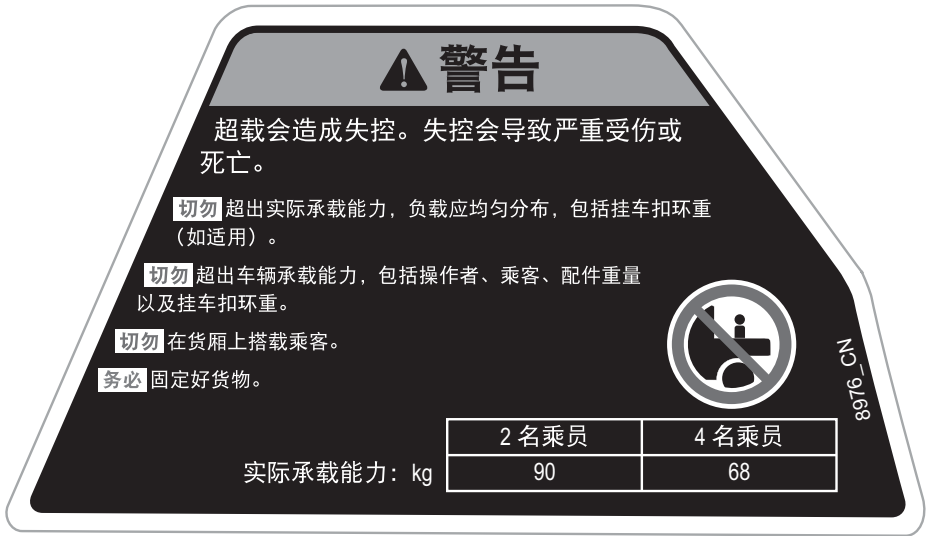 警告
超载会造成失控。失控会导致严重受伤或
死亡。
切勿 超出实际承载能力，负载应均匀分布，包括挂车扣环重
（如适用）。
切勿 超出车辆承载能力，包括操作者、乘客、配件重量
以及挂车扣环重。
切勿 在货厢上搭载乘客。
务必 固定好货物。
2 名乘员 4 名乘员
实际承载能力：kg 90 68
8976_CN